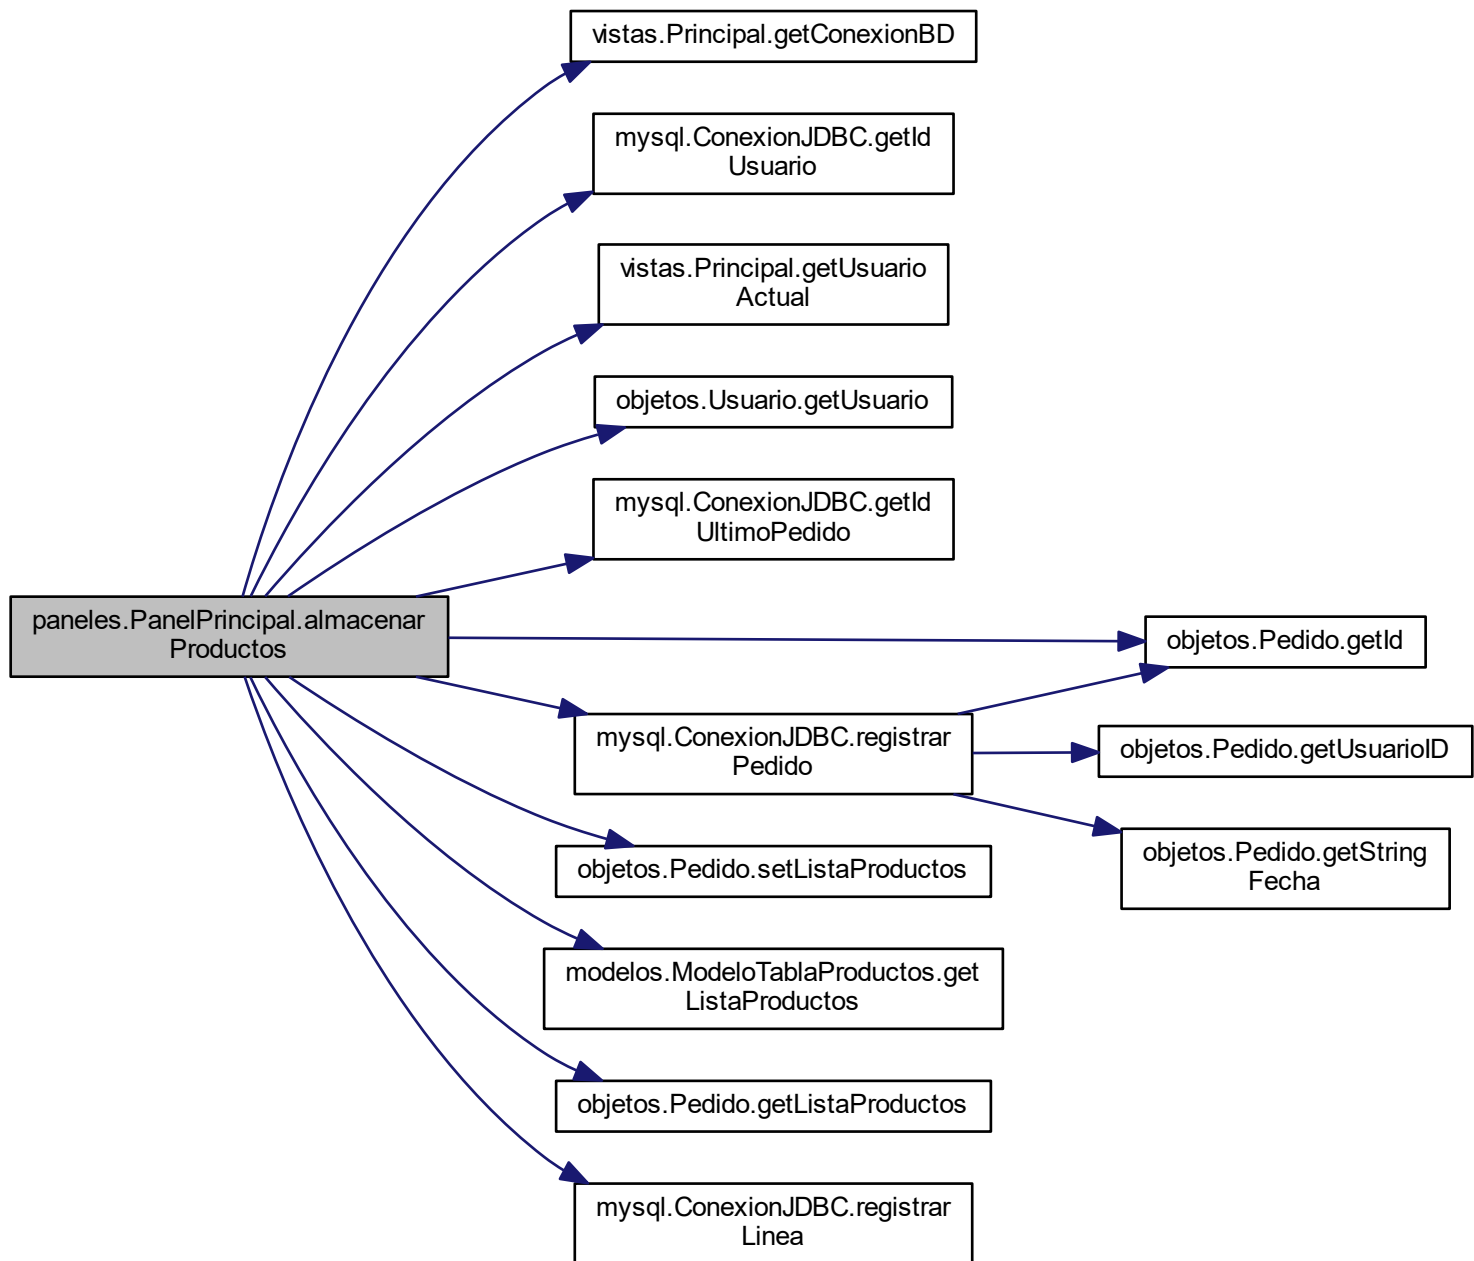 vistas.Principal.getConexionBD
mysql.ConexionJDBC.getId
Usuario
vistas.Principal.getUsuario
Actual
objetos.Usuario.getUsuario
mysql.ConexionJDBC.getId
UltimoPedido
paneles.PanelPrincipal.almacenar
Productos
objetos.Pedido.getId
mysql.ConexionJDBC.registrar
Pedido
objetos.Pedido.getUsuarioID
objetos.Pedido.getString
Fecha
objetos.Pedido.setListaProductos
modelos.ModeloTablaProductos.get
ListaProductos
objetos.Pedido.getListaProductos
mysql.ConexionJDBC.registrar
Linea